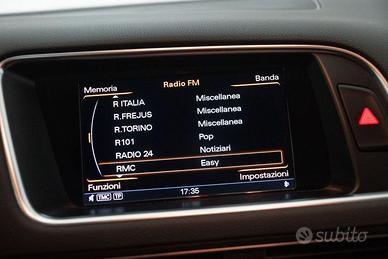 Radio FM
Memoria Banda
R ITALIA Miscellanea
R.FREJUS Miscellanea
R.TORINO Miscellanea
R101 Pop
RADIO 24 Notiziari
RMC Easy
Funzioni Impostazioni
TMC TP 17:35
subito